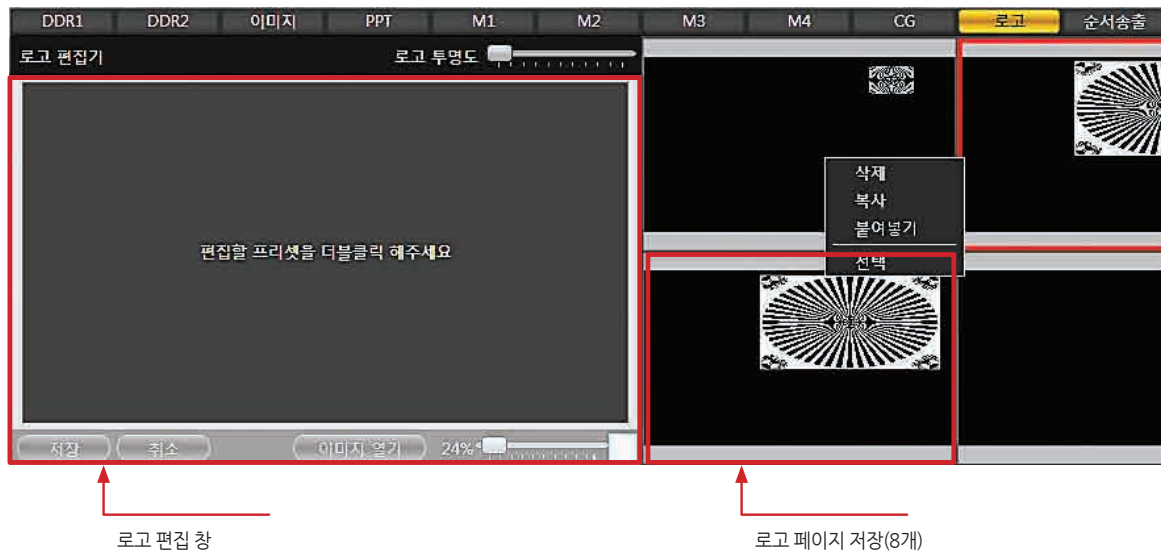 DDR1 DDR2 이미지 PPT M1 M2 M3 M4 CG 로고 순서송출
로고 편집기 로고 투명도
삭제
복사
붙여넣기
선택
편집할 프리셋을 더블클릭 해주세요
저장 취소 이미지 열기 24%
로고 편집 창
로고 페이지 저장(8개)